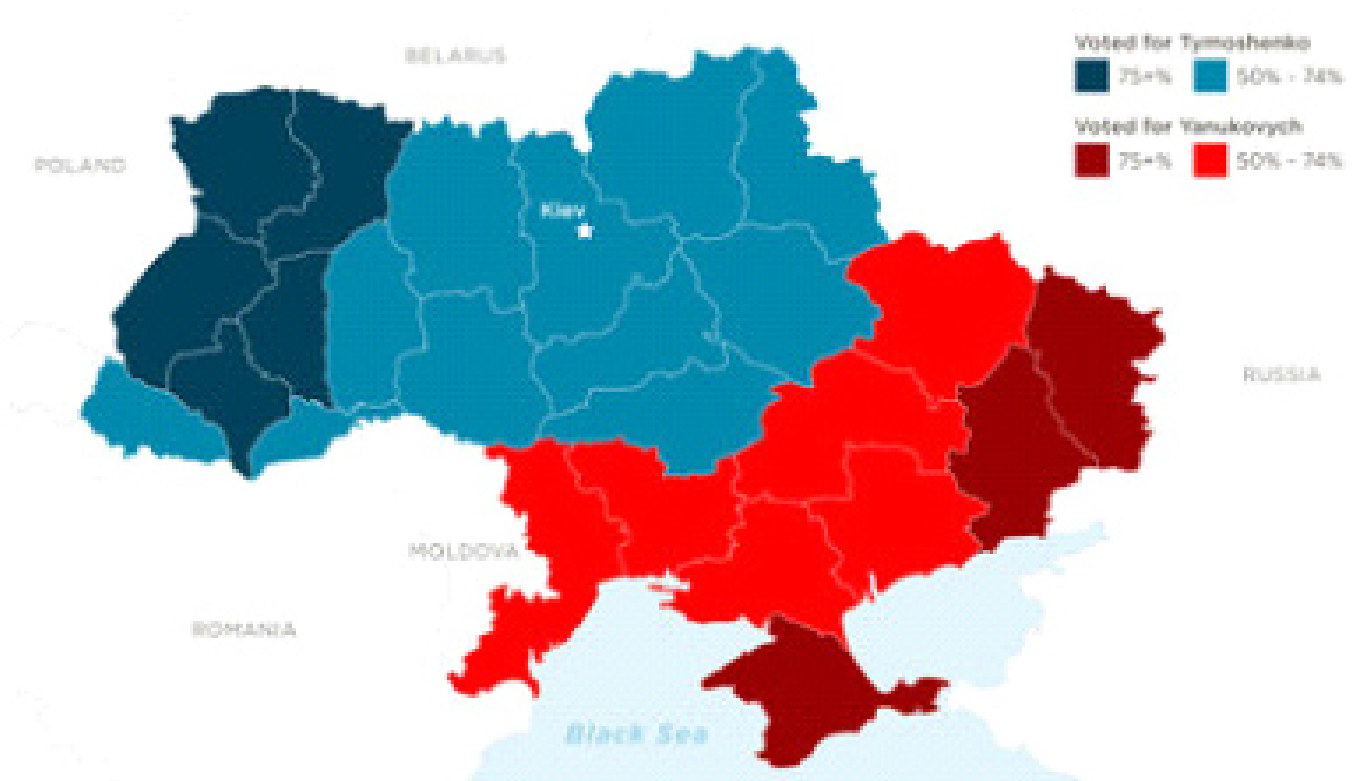 Voted for Tymoshenko
75+% 50% - 74%
Voted for Yanukovych
75+% 50% - 74%
BELARUS
POLAND
Kiev
RUSSIA
MOLDOVA
ROMANIA
Black Sea